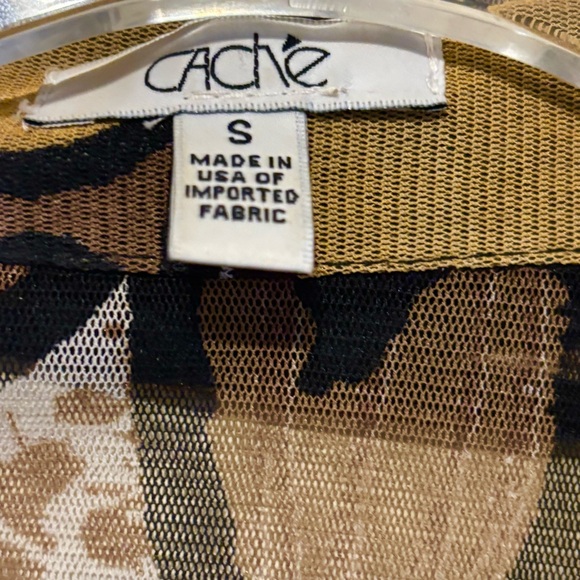 Caché
S
MADE IN
USA OF
IMPORTED
FABRIC